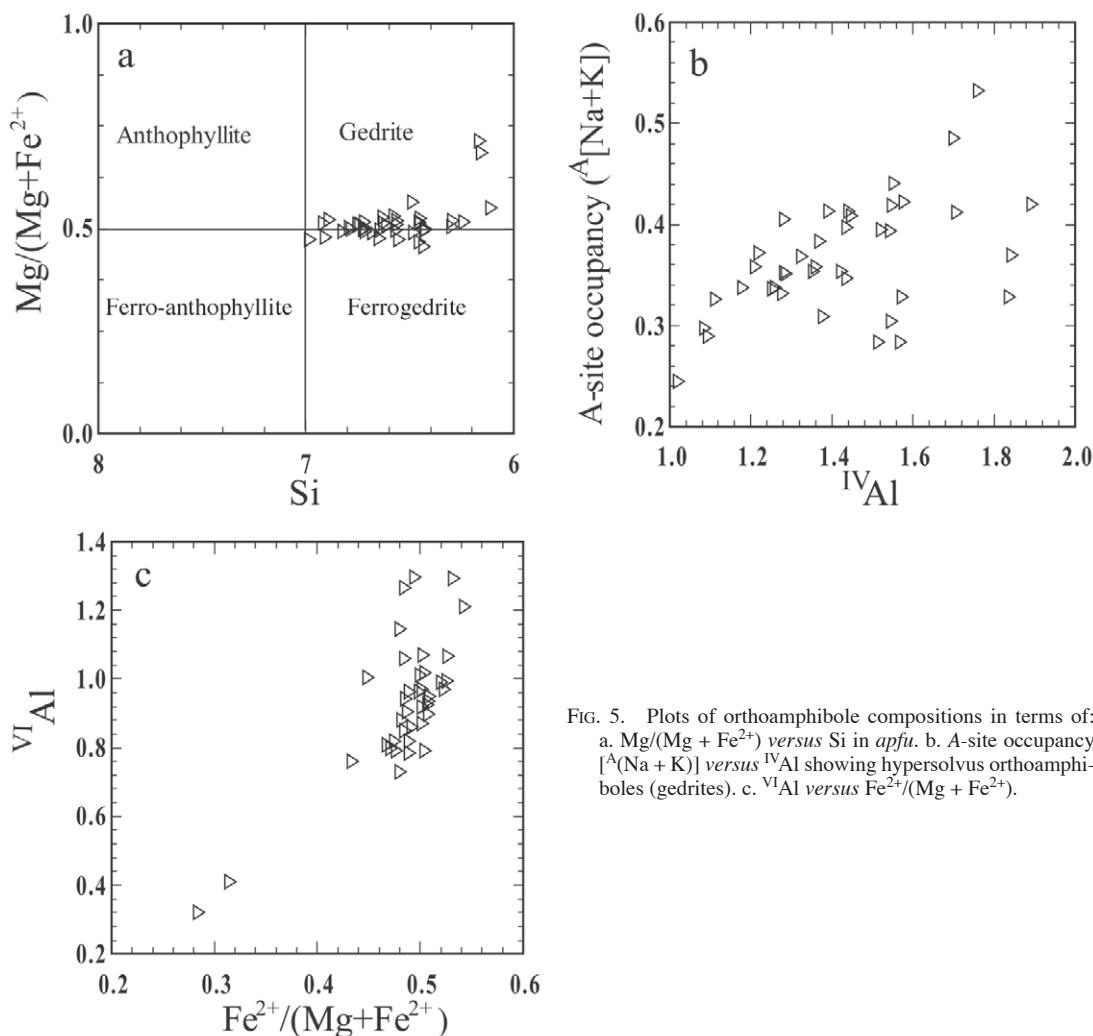 a
1.0
0.5
0.0
Mg/(Mg+Fe²⁺)
Anthophyllite
Gedrite
Ferro-anthophyllite
Ferrogedrite
8
7
6
Si
b
0.6
0.5
0.4
0.3
0.2
A-site occupancy (ᴬ[Na+K])
1.0
1.2
1.4
1.6
1.8
2.0
ᴵⱽAl
c
1.4
1.2
1.0
0.8
0.6
0.4
0.2
ⱽᴵAl
0.2
0.3
0.4
0.5
0.6
Fe²⁺/(Mg+Fe²⁺)
FIG. 5. Plots of orthoamphibole compositions in terms of:
a. Mg/(Mg + Fe²⁺) versus Si in apfu. b. A-site occupancy
[ᴬ(Na + K)] versus ᴵⱽAl showing hypersolvus orthoamphi-
boles (gedrites). c. ⱽᴵAl versus Fe²⁺/(Mg + Fe²⁺).